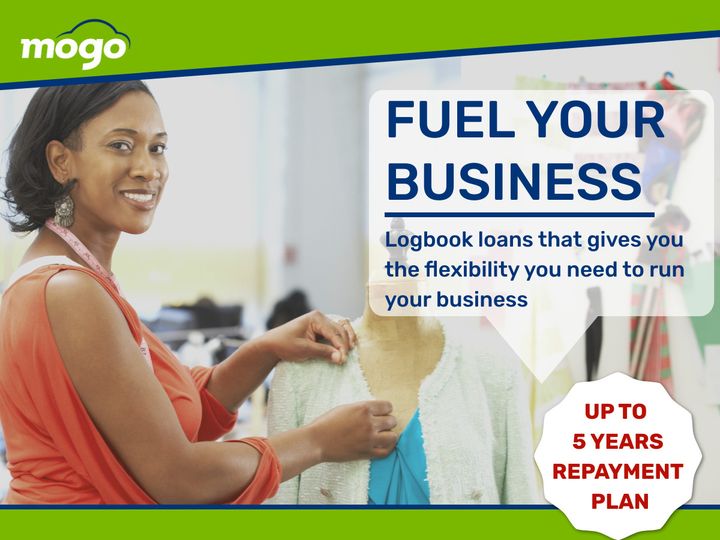 mogo
FUEL YOUR
BUSINESS
Logbook loans that gives you
the flexibility you need to run
your business
UP TO
5 YEARS
REPAYMENT
PLAN